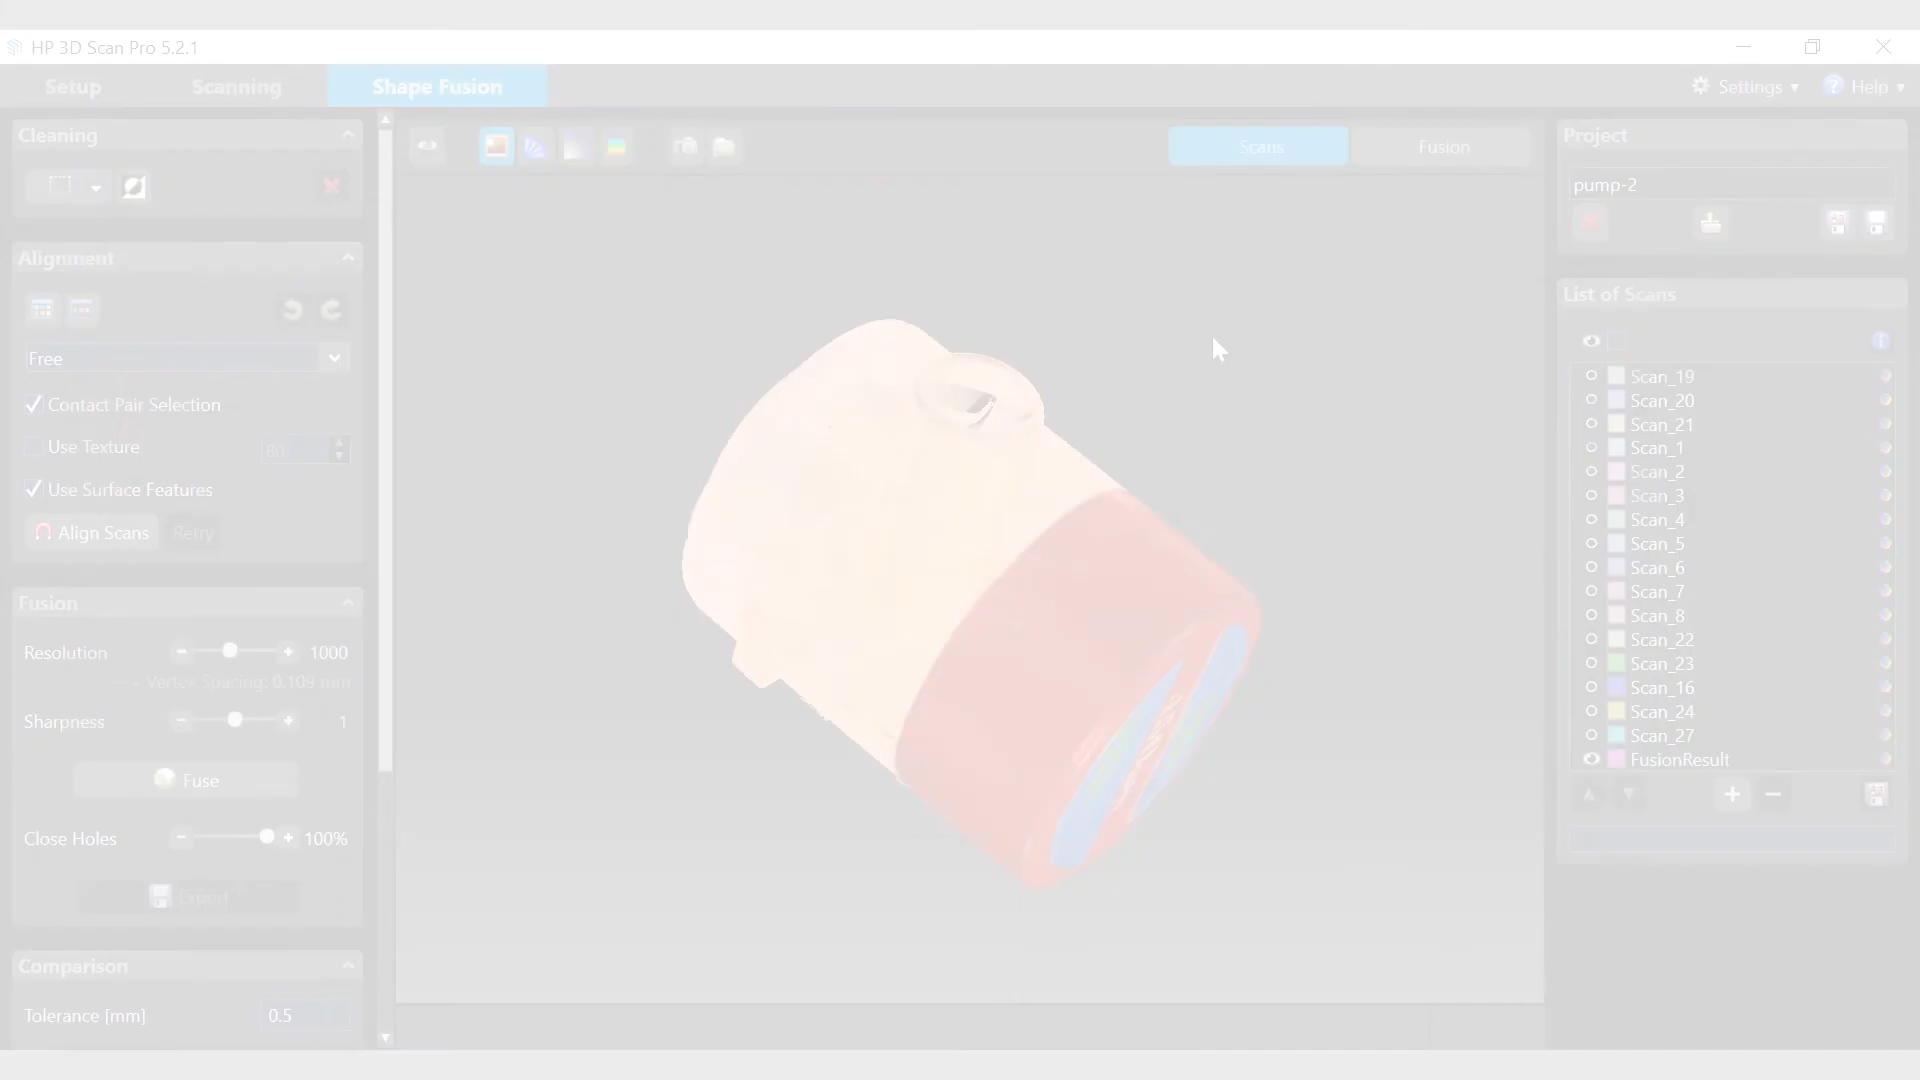 HP 3D Scan Pro 5.2.1
Setup Scanning Shape Fusion Settings Help
Cleaning
Alignment
Free
Contact Pair Selection
Use Texture 80
Use Surface Features
Align Scans Retry
Fusion
Resolution 1000
Vertex Spacing: 0.109 mm
Sharpness 1
Fuse
Close Holes 100%
Export
Comparison
Tolerance [mm] 0.5
Scans Fusion
Project
pump-2
List of Scans
Scan_19
Scan_20
Scan_21
Scan_1
Scan_2
Scan_3
Scan_4
Scan_5
Scan_6
Scan_7
Scan_8
Scan_22
Scan_23
Scan_16
Scan_24
Scan_27
FusionResult